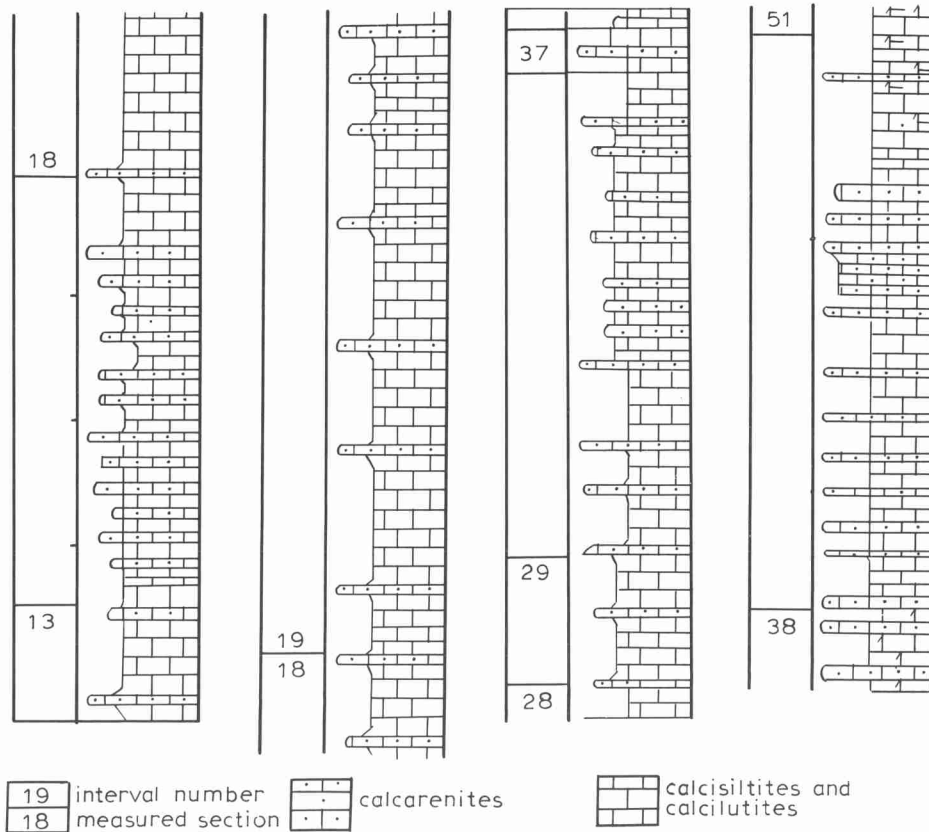 18
13
19
18
37
29
28
51
38
19 interval number
18 measured section
calcarenites
calcisiltites and
calcilutites